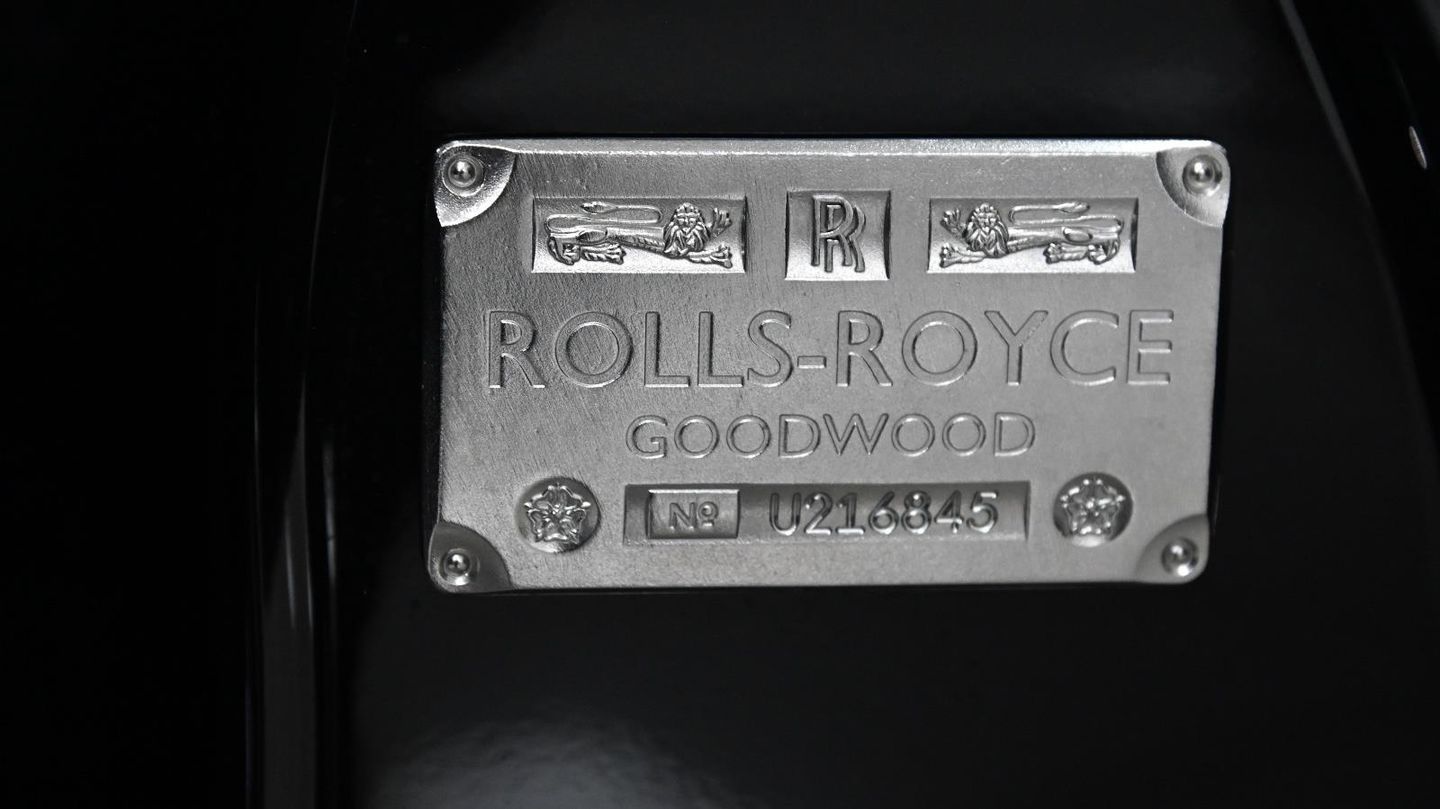 RR
ROLLS-ROYCE
GOODWOOD
Nº U216845